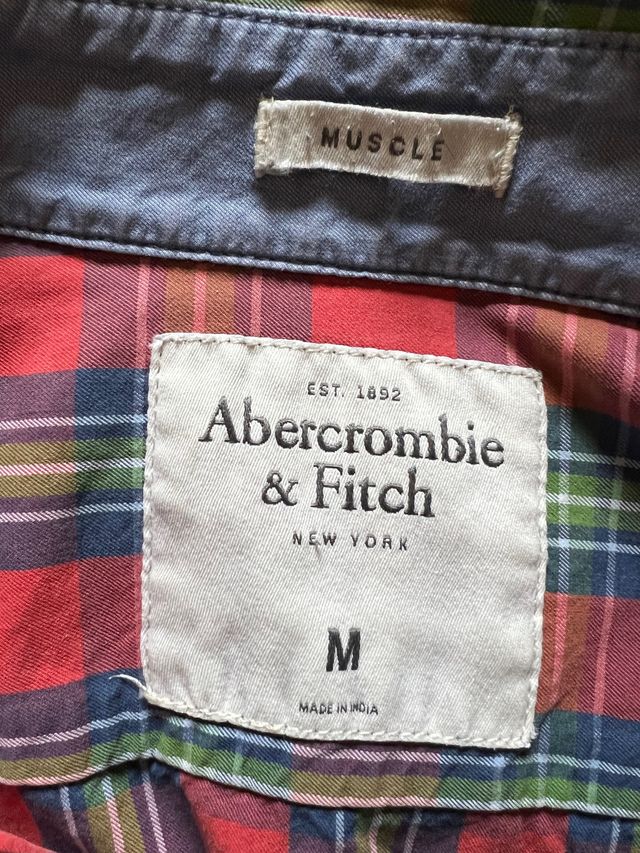 MUSCLE
EST. 1892
Abercrombie
& Fitch
NEW YORK
M
MADE IN INDIA